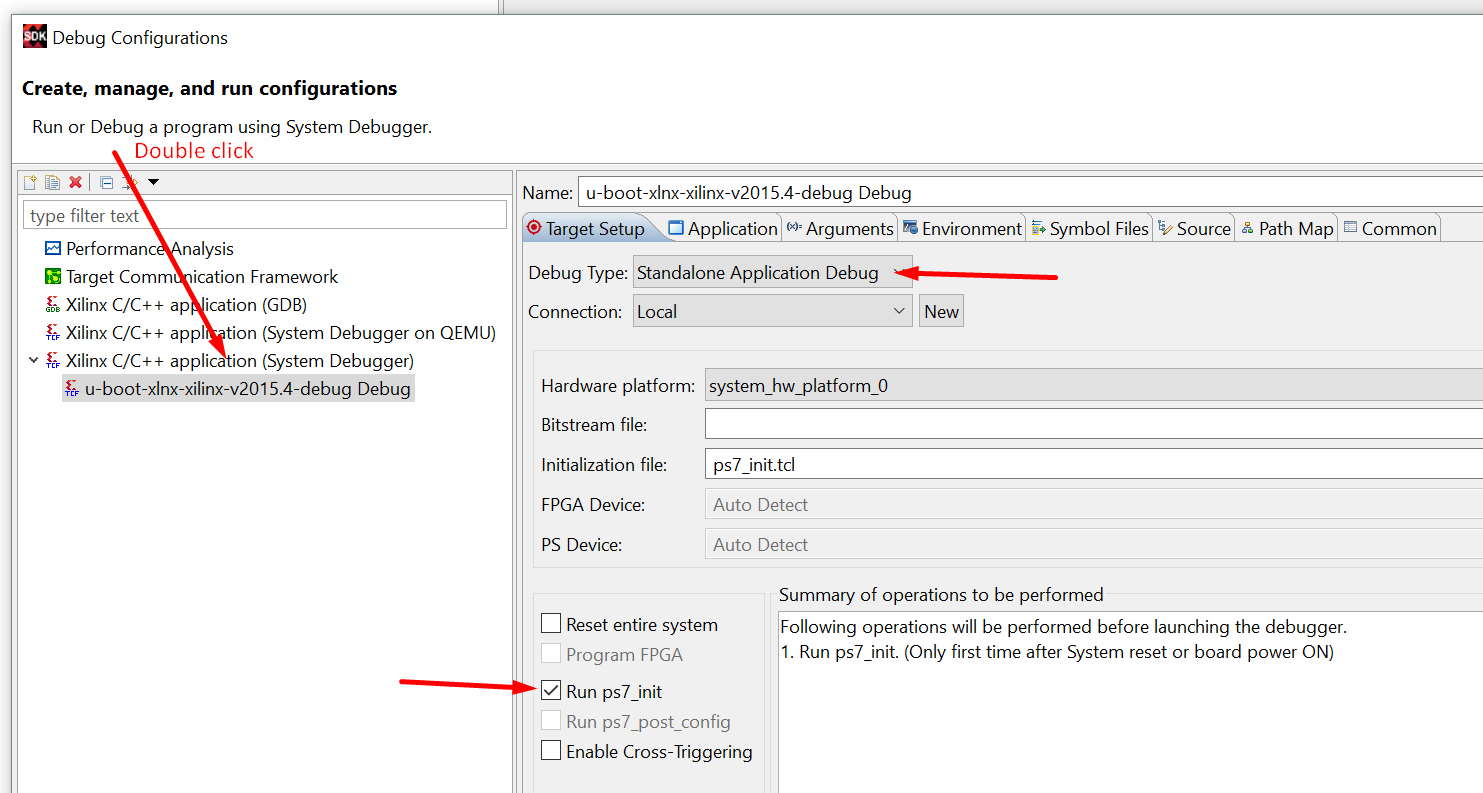 SDK Debug Configurations
Create, manage, and run configurations
Run or Debug a program using System Debugger.
Double click
type filter text
Performance Analysis
Target Communication Framework
GDB Xilinx C/C++ application (GDB)
TCF Xilinx C/C++ application (System Debugger on QEMU)
TCF Xilinx C/C++ application (System Debugger)
TCF u-boot-xlnx-xilinx-v2015.4-debug Debug
Name: u-boot-xlnx-xilinx-v2015.4-debug Debug
Target Setup Application (x)= Arguments Environment Symbol Files Source Path Map Common
Debug Type: Standalone Application Debug
Connection: Local New
Hardware platform: system_hw_platform_0
Bitstream file:
Initialization file: ps7_init.tcl
FPGA Device: Auto Detect
PS Device: Auto Detect
Reset entire system
Program FPGA
Run ps7_init
Run ps7_post_config
Enable Cross-Triggering
Summary of operations to be performed
Following operations will be performed before launching the debugger.
1. Run ps7_init. (Only first time after System reset or board power ON)